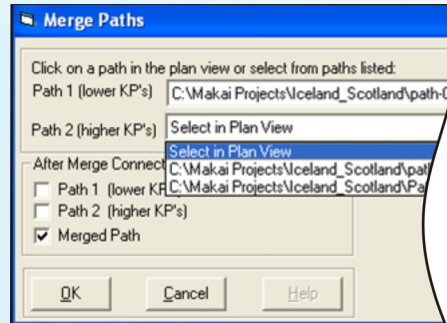 Merge Paths
Click on a path in the plan view or select from paths listed:
Path 1 (lower KP's) C:\Makai Projects\Iceland_Scotland\path-
Path 2 (higher KP's) Select in Plan View
Select in Plan View
C:\Makai Projects\Iceland_Scotland\pat
C:\Makai Projects\Iceland_Scotland\Pa
After Merge Connect
Path 1 (lower KP
Path 2 (higher KP's)
Merged Path
OK Cancel Help